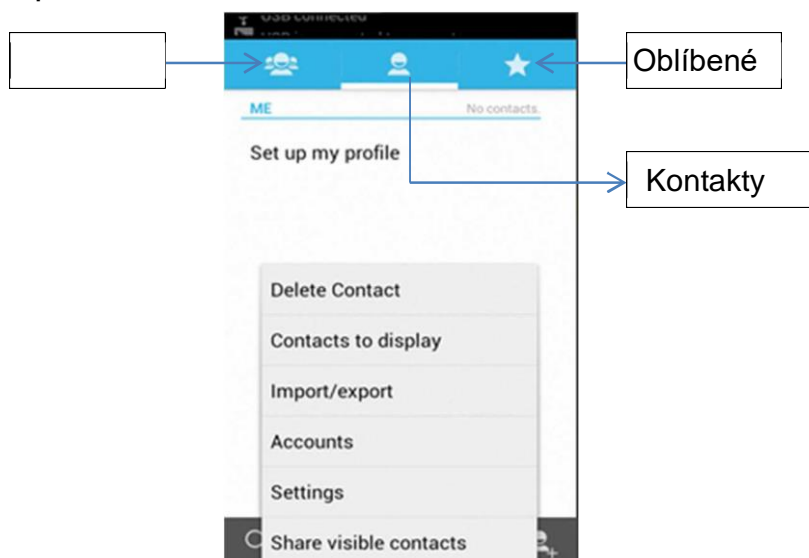 USB connected
Oblíbené
ME No contacts.
Set up my profile
Kontakty
Delete Contact
Contacts to display
Import/export
Accounts
Settings
Share visible contacts